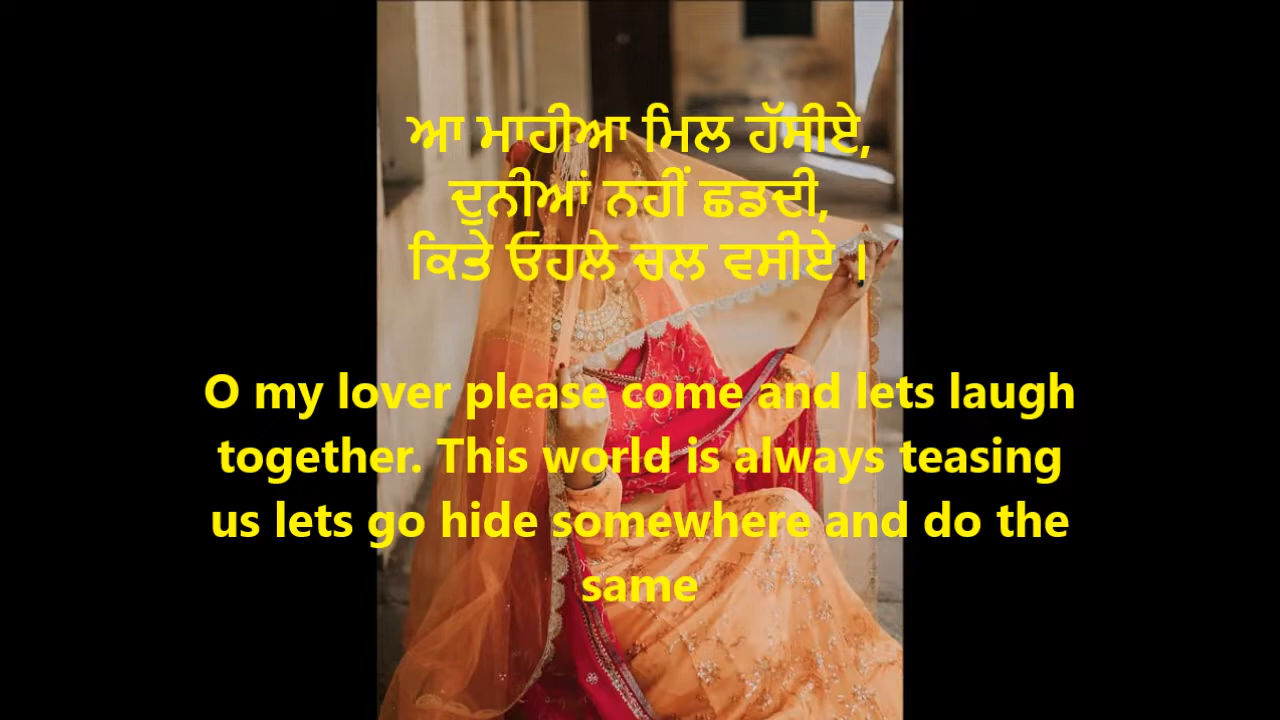 ਆ ਮਾਹੀਆ ਮਿਲ ਹੱਸੀਏ,
ਦੁਨੀਆਂ ਨਹੀਂ ਛਡਦੀ,
ਕਿਤੇ ਓਹਲੇ ਚਲ ਵਸੀਏ ।
O my lover please come and lets laugh
together. This world is always teasing
us lets go hide somewhere and do the
same